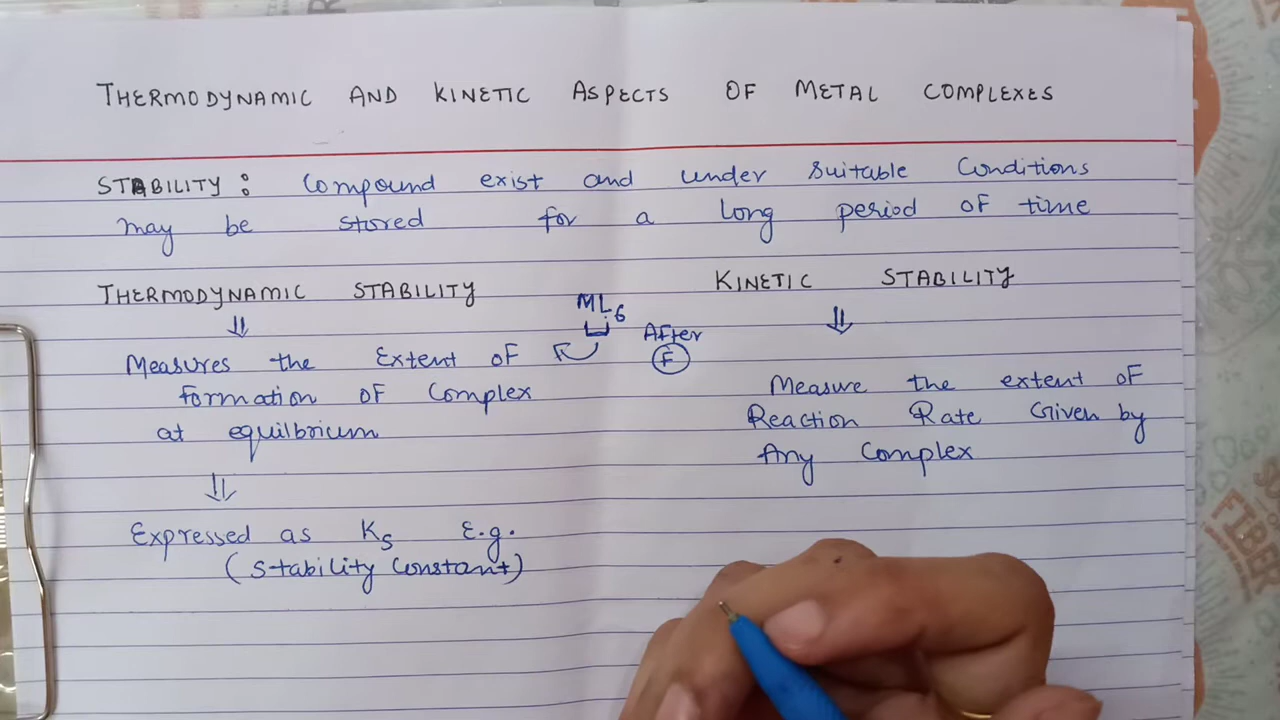 THERMODYNAMIC AND KINETIC ASPECTS OF METAL COMPLEXES
STABILITY : Compound exist and under suitable Conditions
may be stored for a long period of time
THERMODYNAMIC STABILITY
⇓
Measures the Extent of
formation of Complex
at equilbrium
⇓
Expressed as Ks E.g.
(Stability Constant)
ML6
After
F
KINETIC STABILITY
⇓
Measure the extent of
Reaction Rate Given by
Any Complex
FIBER